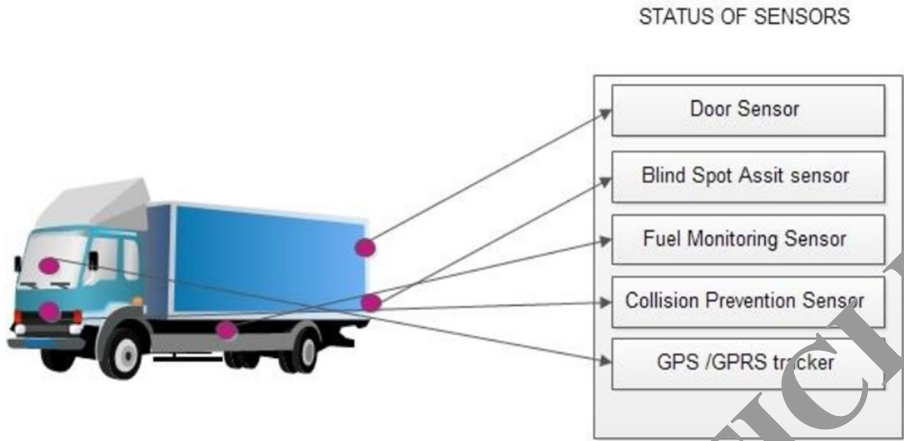 STATUS OF SENSORS
Door Sensor
Blind Spot Assit sensor
Fuel Monitoring Sensor
Collision Prevention Sensor
GPS /GPRS tracker